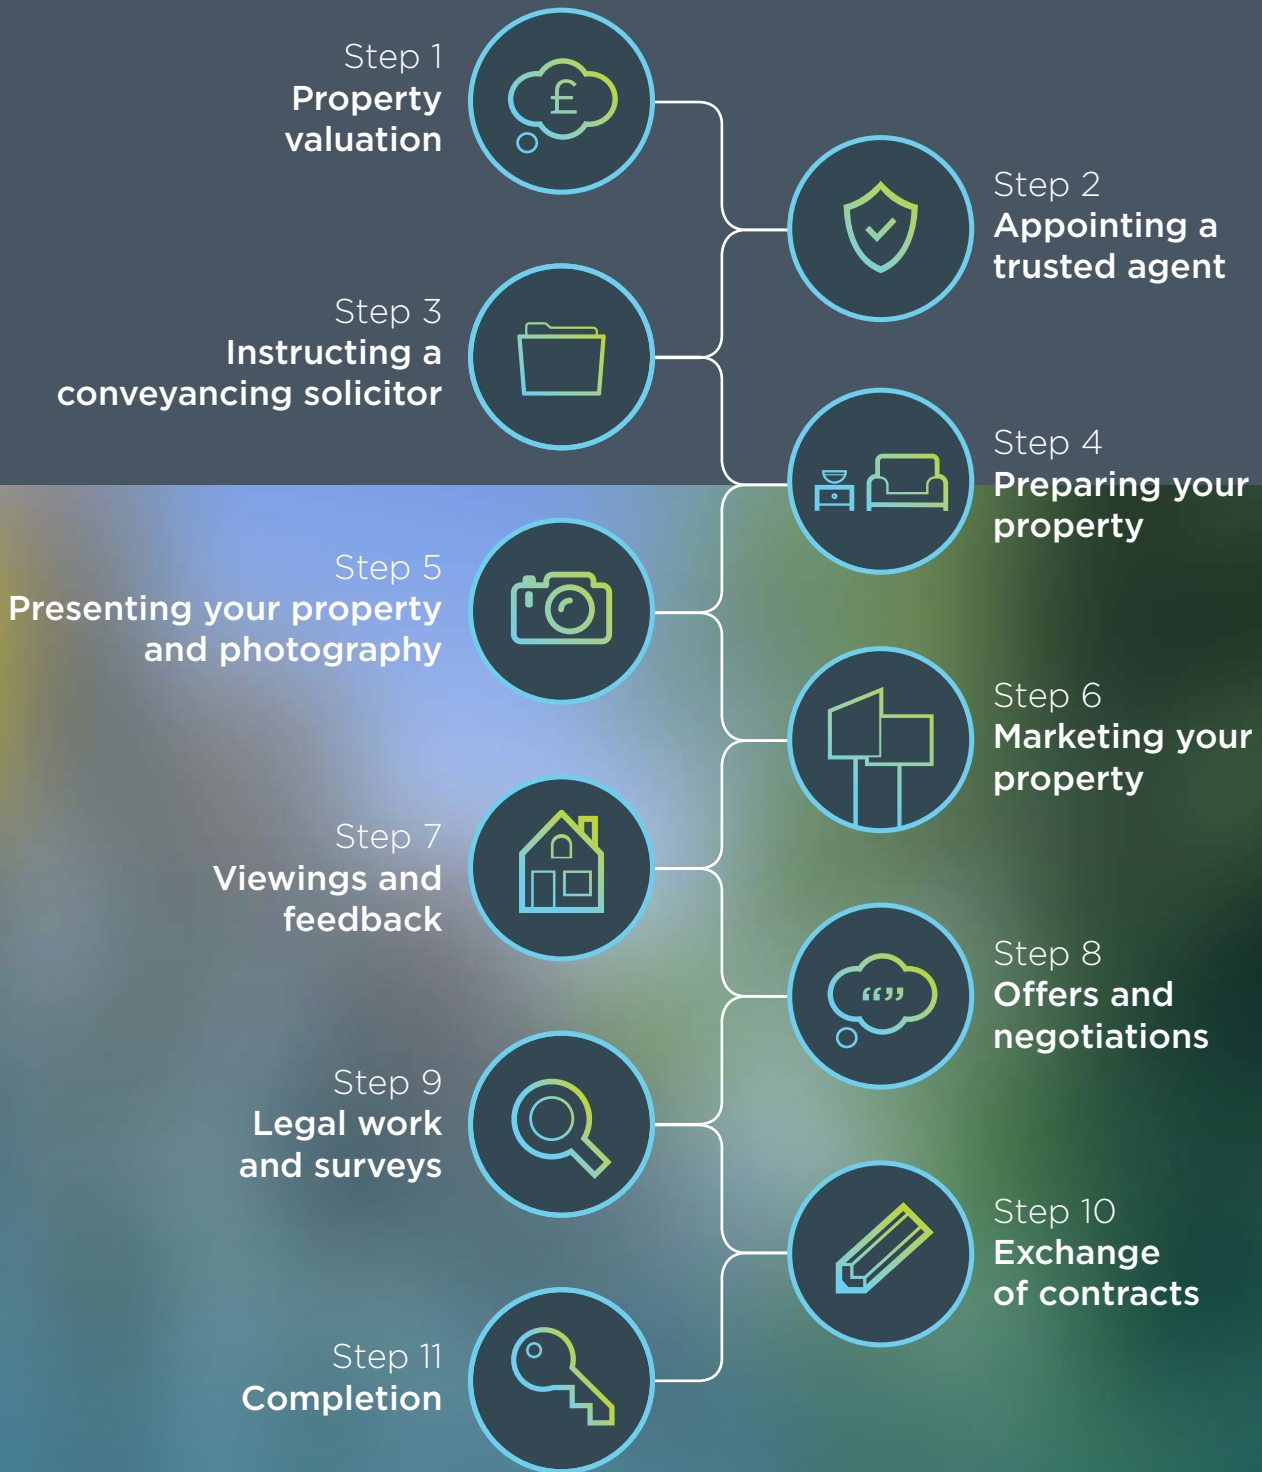 Step 1
Property
valuation
£
Step 2
Appointing a
trusted agent
Step 3
Instructing a
conveyancing solicitor
Step 4
Preparing your
property
Step 5
Presenting your property
and photography
Step 6
Marketing your
property
Step 7
Viewings and
feedback
Step 8
Offers and
negotiations
“”
Step 9
Legal work
and surveys
Step 10
Exchange
of contracts
Step 11
Completion